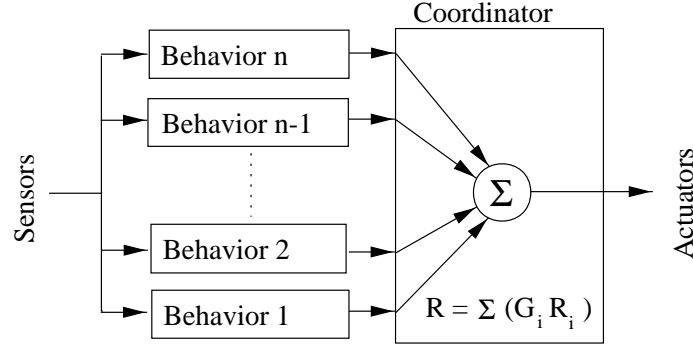 Coordinator
Behavior n
Behavior n-1
Behavior 2
Behavior 1
Sensors
Σ
R = Σ (G_i R_i )
Actuators